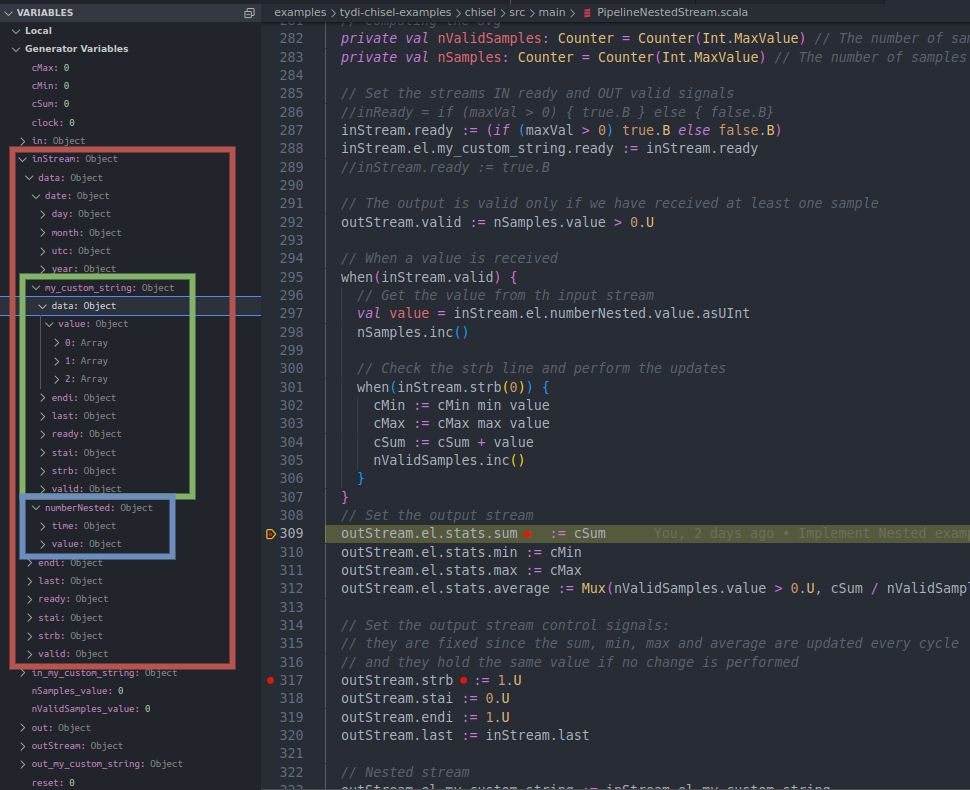 VARIABLES
Local
Generator Variables
cMax: 0
cMin: 0
cSum: 0
clock: 0
in: Object
inStream: Object
data: Object
date: Object
day: Object
month: Object
utc: Object
year: Object
my_custom_string: Object
data: Object
value: Object
0: Array
1: Array
2: Array
endi: Object
last: Object
ready: Object
stai: Object
strb: Object
valid: Object
numberNested: Object
time: Object
value: Object
endi: Object
last: Object
ready: Object
stai: Object
strb: Object
valid: Object
in_my_custom_string: Object
nSamples_value: 0
nValidSamples_value: 0
out: Object
outStream: Object
out_my_custom_string: Object
reset: 0
examples > tydi-chisel-examples > chisel > src > main > PipelineNestedStream.scala
281 // Computing the avg
282 private val nValidSamples: Counter = Counter(Int.MaxValue) // The number of
283 private val nSamples: Counter = Counter(Int.MaxValue) // The number of samples
284
285 // Set the streams IN ready and OUT valid signals
286 //inReady = if (maxVal > 0) { true.B } else { false.B}
287 inStream.ready := (if (maxVal > 0) true.B else false.B)
288 inStream.el.my_custom_string.ready := inStream.ready
289 //inStream.ready := true.B
290
291 // The output is valid only if we have received at least one sample
292 outStream.valid := nSamples.value > 0.U
293
294 // When a value is received
295 when(inStream.valid) {
296 // Get the value from th input stream
297 val value = inStream.el.numberNested.value.asUInt
298 nSamples.inc()
299
300 // Check the strb line and perform the updates
301 when(inStream.strb(0)) {
302 cMin := cMin min value
303 cMax := cMax max value
304 cSum := cSum + value
305 nValidSamples.inc()
306 }
307 }
308 // Set the output stream
309 outStream.el.stats.sum := cSum You, 2 days ago • Implement Nested exam
310 outStream.el.stats.min := cMin
311 outStream.el.stats.max := cMax
312 outStream.el.stats.average := Mux(nValidSamples.value > 0.U, cSum / nValidSampl
313
314 // Set the output stream control signals:
315 // they are fixed since the sum, min, max and average are updated every cycle
316 // and they hold the same value if no change is performed
317 outStream.strb := 1.U
318 outStream.stai := 0.U
319 outStream.endi := 1.U
320 outStream.last := inStream.last
321
322 // Nested stream
323 outStream.el.my_custom_string := inStream.el.my_custom_string